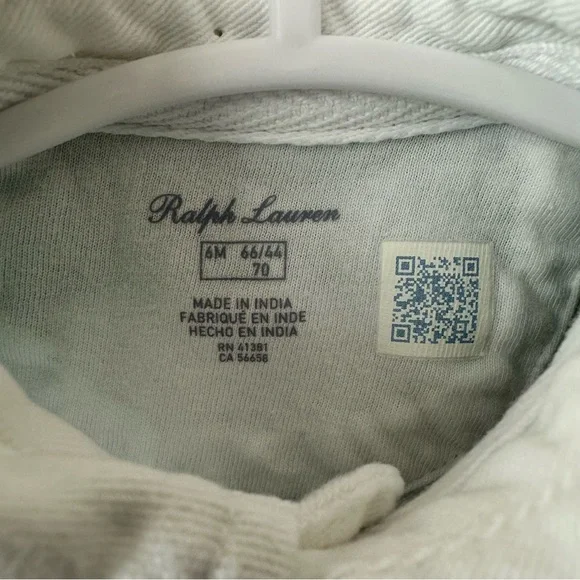 Ralph Lauren
6M 66/44
70
MADE IN INDIA
FABRIQUÉ EN INDE
HECHO EN INDIA
RN 41381
CA 56658